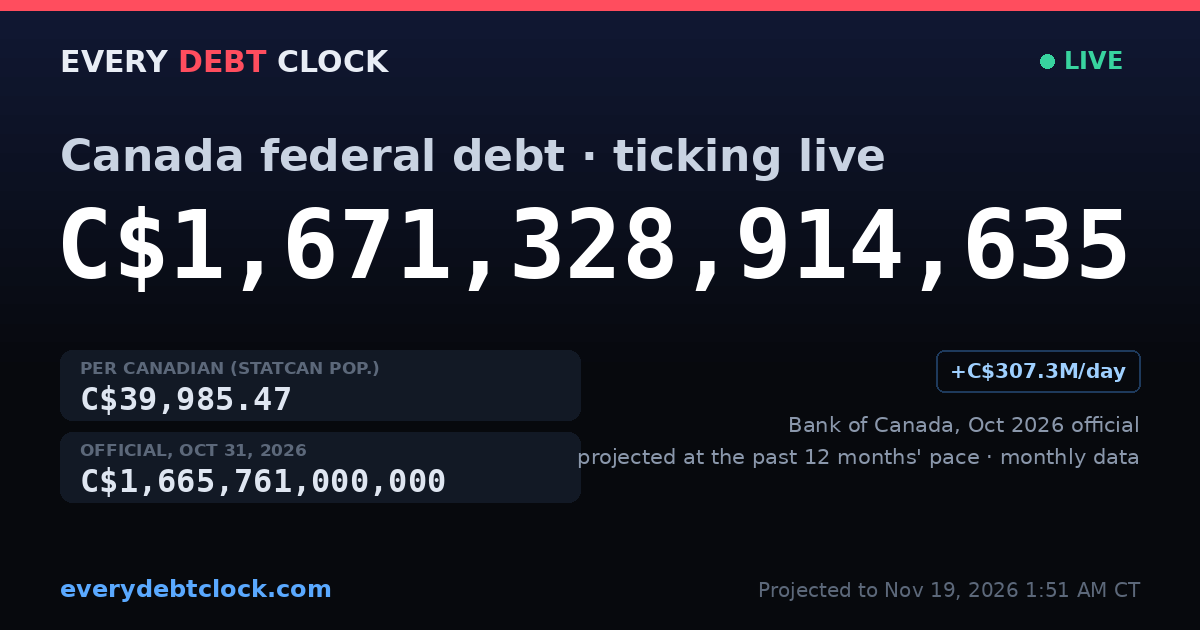 EVERY DEBT CLOCK
LIVE
Canada federal debt · ticking live
C$1,671,328,914,635
PER CANADIAN (STATCAN POP.)
C$39,985.47
+C$307.3M/day
Bank of Canada, Oct 2026 official
projected at the past 12 months' pace · monthly data
OFFICIAL, OCT 31, 2026
C$1,665,761,000,000
everydebtclock.com
Projected to Nov 19, 2026 1:51 AM CT